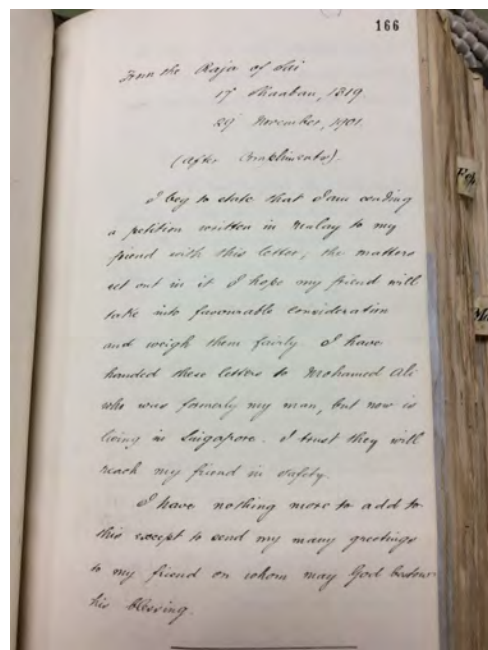 166
From the Raja of Sai
17 Shaaban, 1319.
29 November, 1901.
(After Compliments).
I beg to state that I am sending
a petition written in Malay to my
friend with this letter, the matters
set out in it I hope my friend will
take into favourable consideration
and weigh them fairly. I have
handed these letters to Mohamed Ali
who was formerly my man, but now is
living in Singapore. I trust they will
reach my friend in safety.
I have nothing more to add to
this except to send my many greetings
to my friend on whom may God bestow
his blessing.